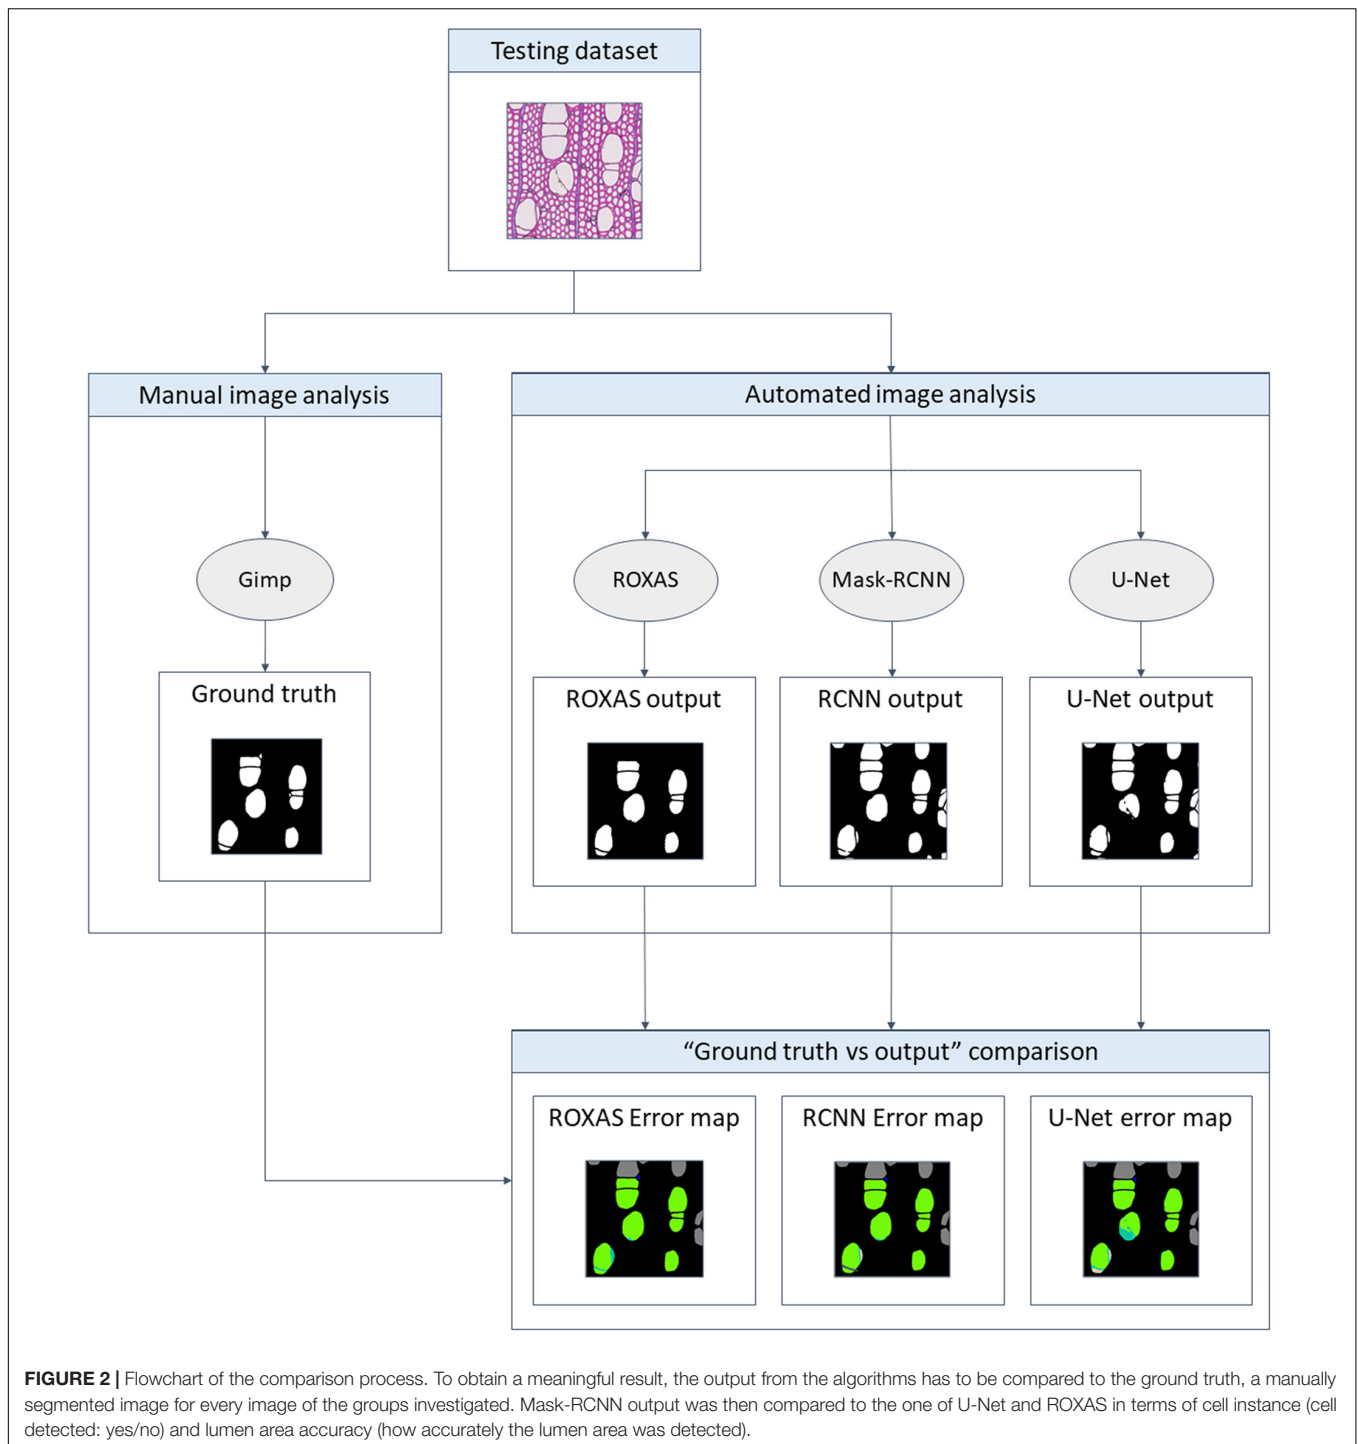 Testing dataset
Manual image analysis
Automated image analysis
Gimp
ROXAS
Mask-RCNN
U-Net
Ground truth
ROXAS output
RCNN output
U-Net output
“Ground truth vs output” comparison
ROXAS Error map
RCNN Error map
U-Net error map
FIGURE 2 | Flowchart of the comparison process. To obtain a meaningful result, the output from the algorithms has to be compared to the ground truth, a manually
segmented image for every image of the groups investigated. Mask-RCNN output was then compared to the one of U-Net and ROXAS in terms of cell instance (cell
detected: yes/no) and lumen area accuracy (how accurately the lumen area was detected).